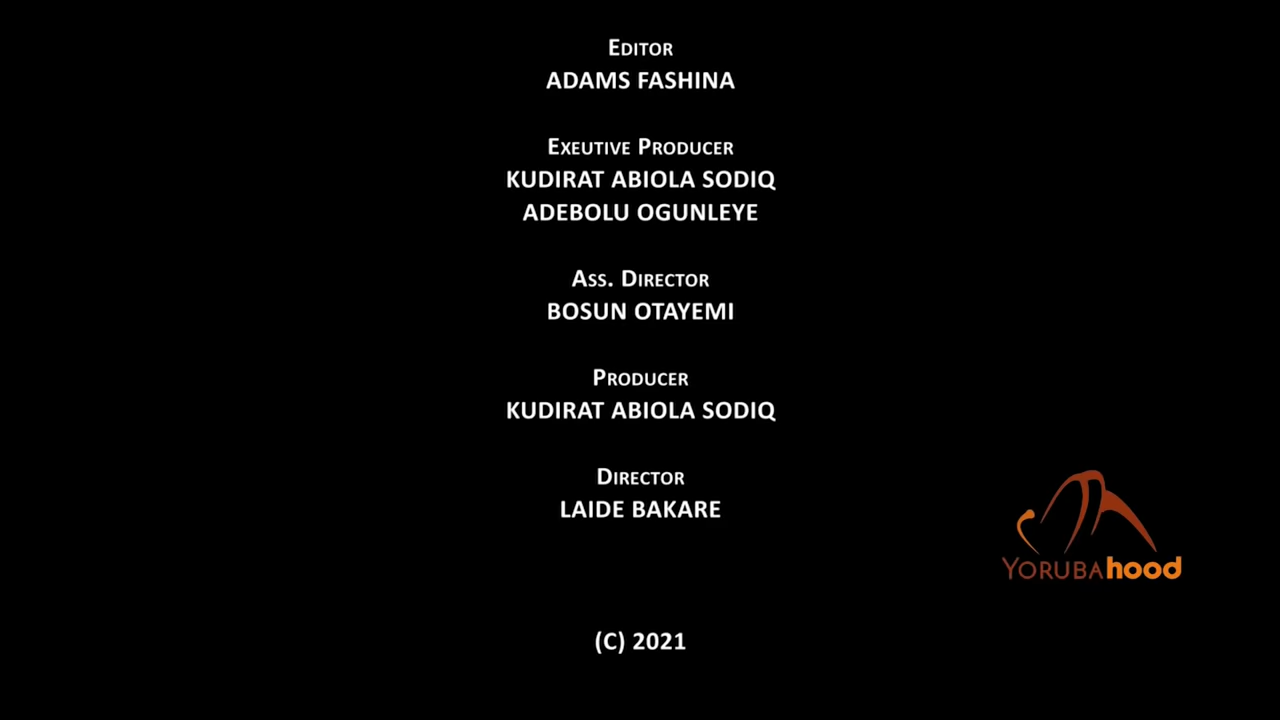 Editor
ADAMS FASHINA
Exeutive Producer
KUDIRAT ABIOLA SODIQ
ADEBOLU OGUNLEYE
Ass. Director
BOSUN OTAYEMI
Producer
KUDIRAT ABIOLA SODIQ
Director
LAIDE BAKARE
YORUBAhood
(C) 2021